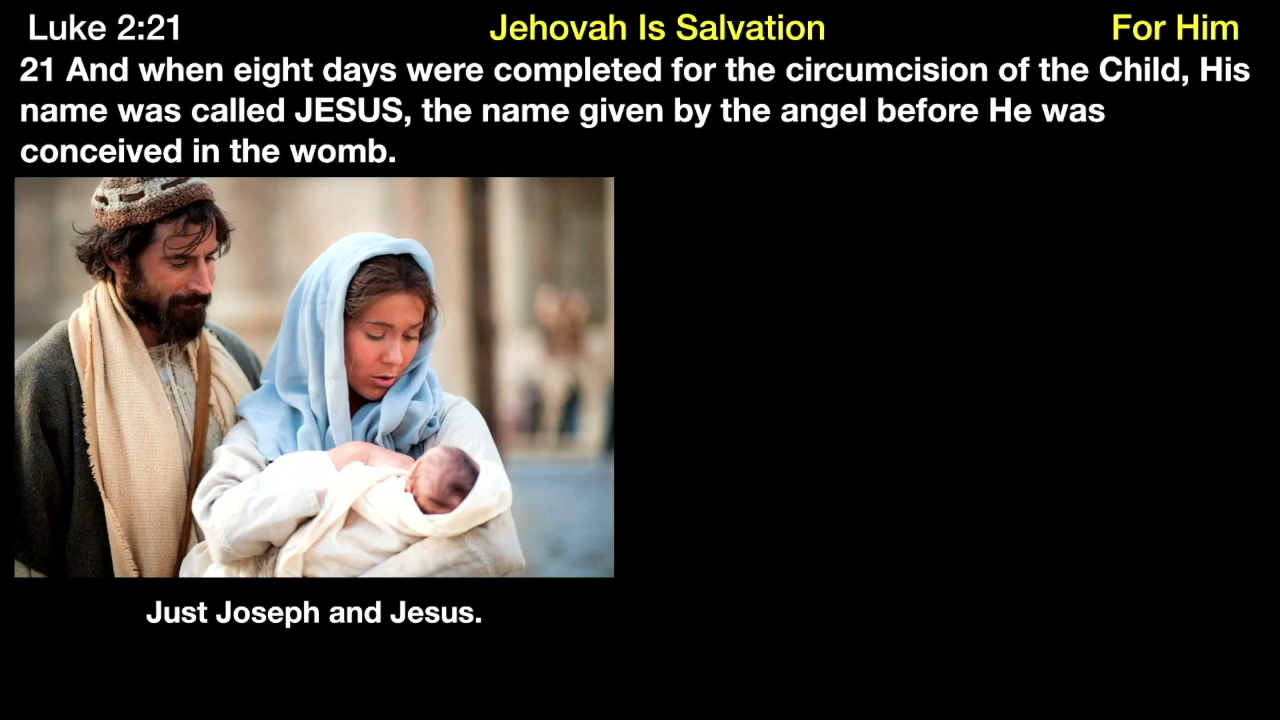 Luke 2:21 Jehovah Is Salvation For Him
21 And when eight days were completed for the circumcision of the Child, His
name was called JESUS, the name given by the angel before He was
conceived in the womb.
Just Joseph and Jesus.